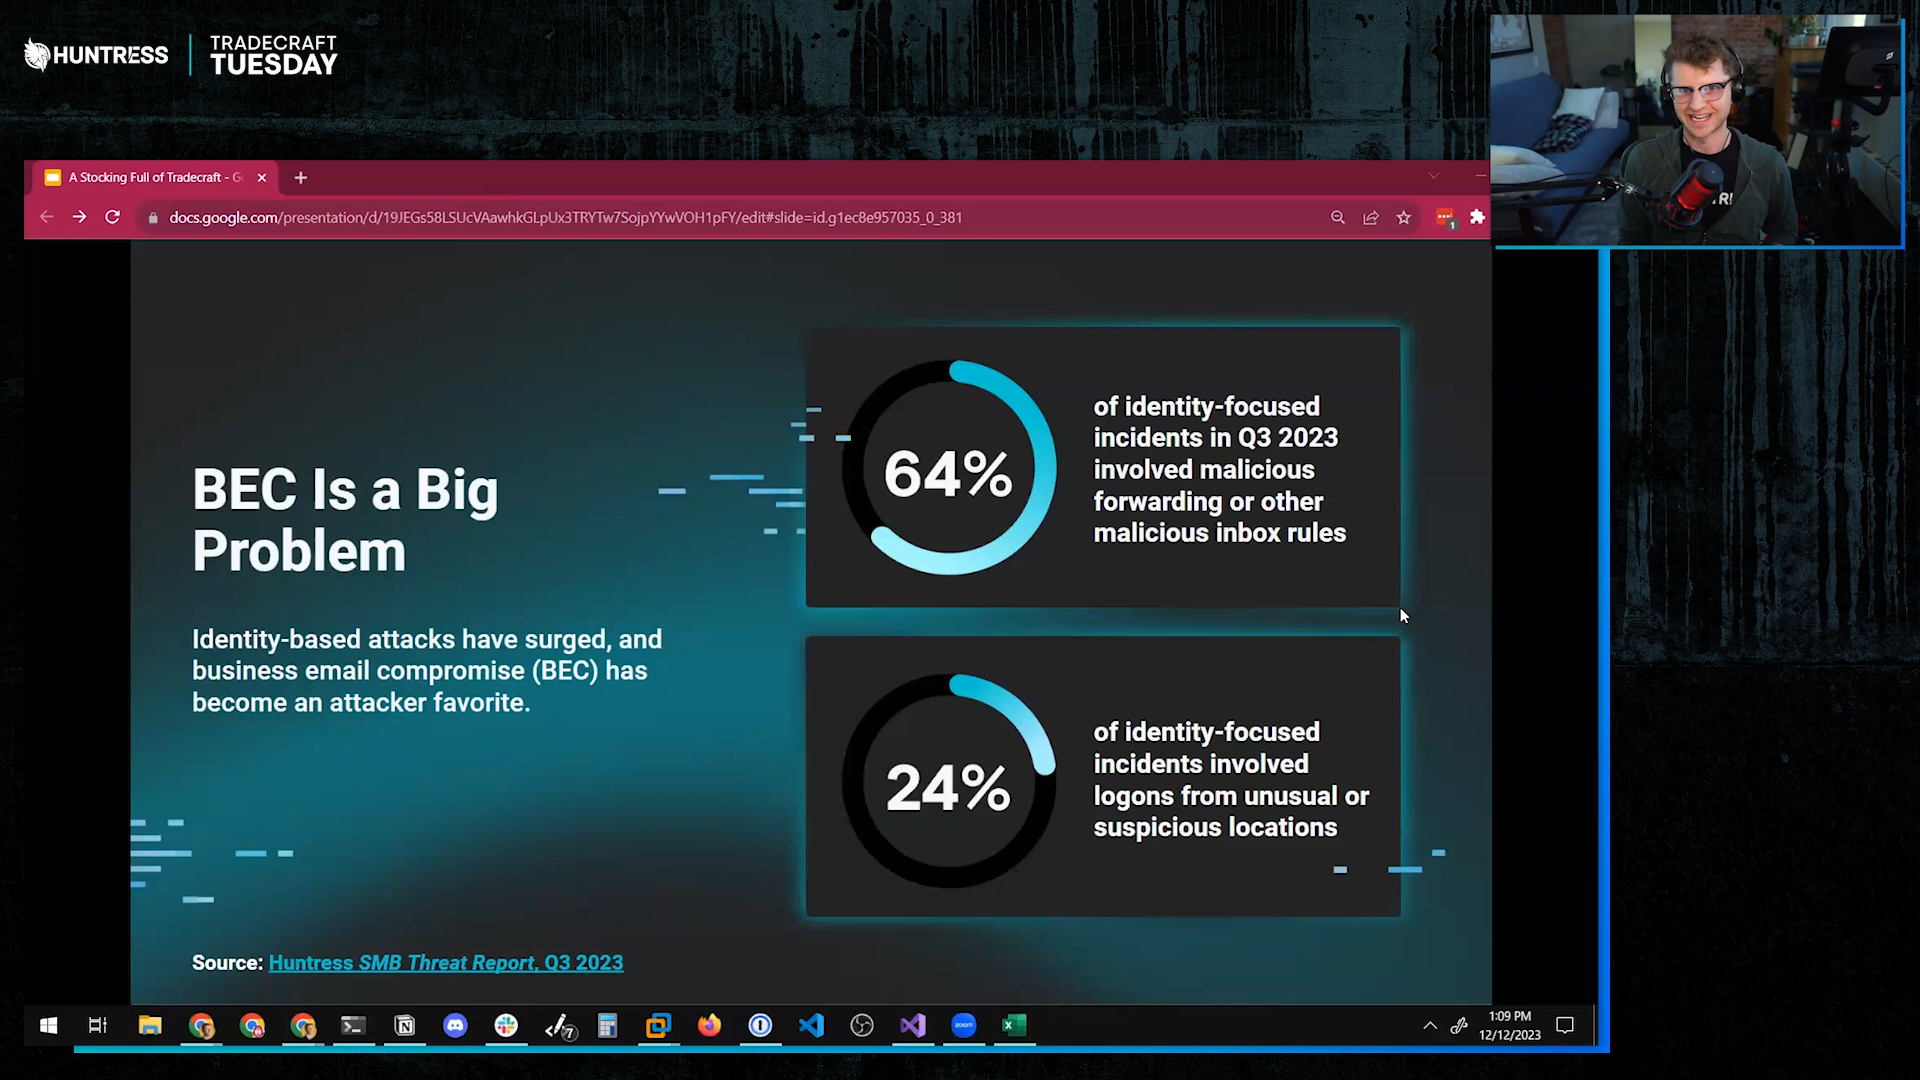 HUNTRESS
TRADECRAFT
TUESDAY
A Stocking Full of Tradecraft - G
docs.google.com/presentation/d/19JEGs58LSUcVAawhkGLpUx3TRYTw7SojpYYwVOH1pFY/edit#slide=id.g1ec8e957035_0_381
1
BEC Is a Big
Problem
Identity-based attacks have surged, and
business email compromise (BEC) has
become an attacker favorite.
64%
of identity-focused
incidents in Q3 2023
involved malicious
forwarding or other
malicious inbox rules
24%
of identity-focused
incidents involved
logons from unusual or
suspicious locations
Source: Huntress SMB Threat Report, Q3 2023
7
zoom
1:09 PM
12/12/2023